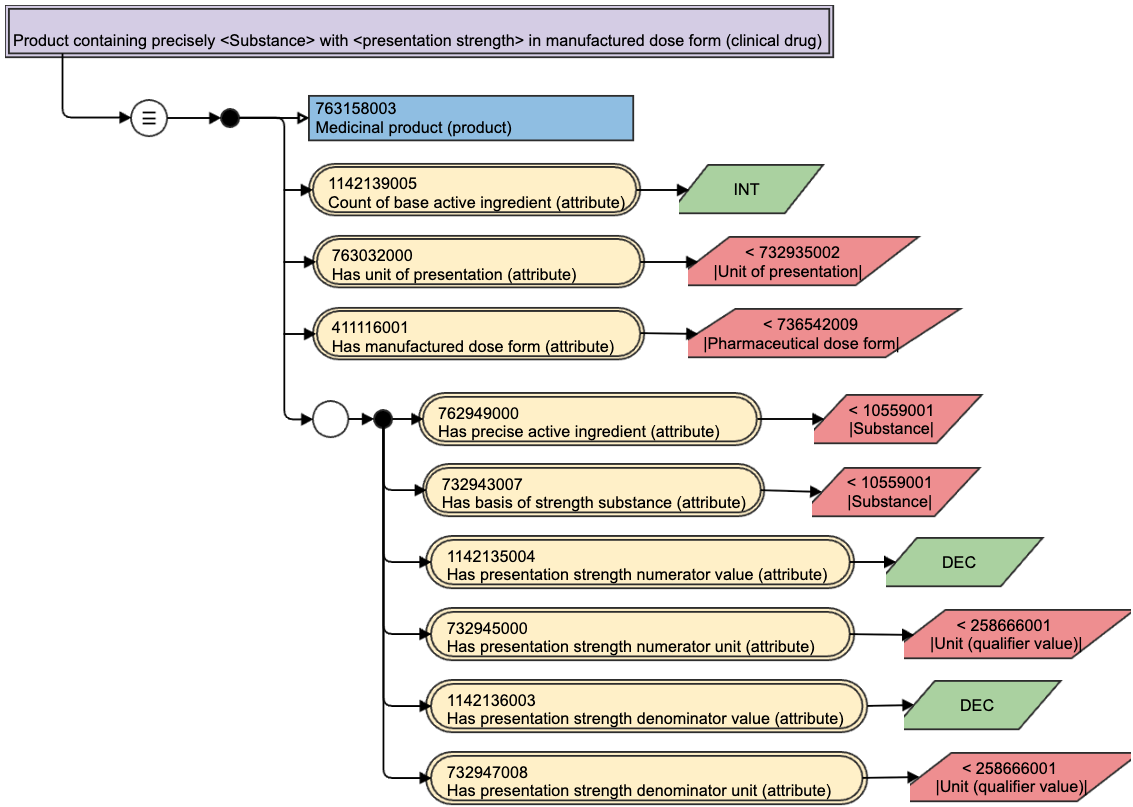 Product containing precisely <Substance> with <presentation strength> in manufactured dose form (clinical drug)
763158003
Medicinal product (product)
1142139005
Count of base active ingredient (attribute)
INT
763032000
Has unit of presentation (attribute)
< 732935002
|Unit of presentation|
411116001
Has manufactured dose form (attribute)
< 736542009
|Pharmaceutical dose form|
762949000
Has precise active ingredient (attribute)
< 10559001
|Substance|
732943007
Has basis of strength substance (attribute)
< 10559001
|Substance|
1142135004
Has presentation strength numerator value (attribute)
DEC
732945000
Has presentation strength numerator unit (attribute)
< 258666001
|Unit (qualifier value)|
1142136003
Has presentation strength denominator value (attribute)
DEC
732947008
Has presentation strength denominator unit (attribute)
< 258666001
|Unit (qualifier value)|